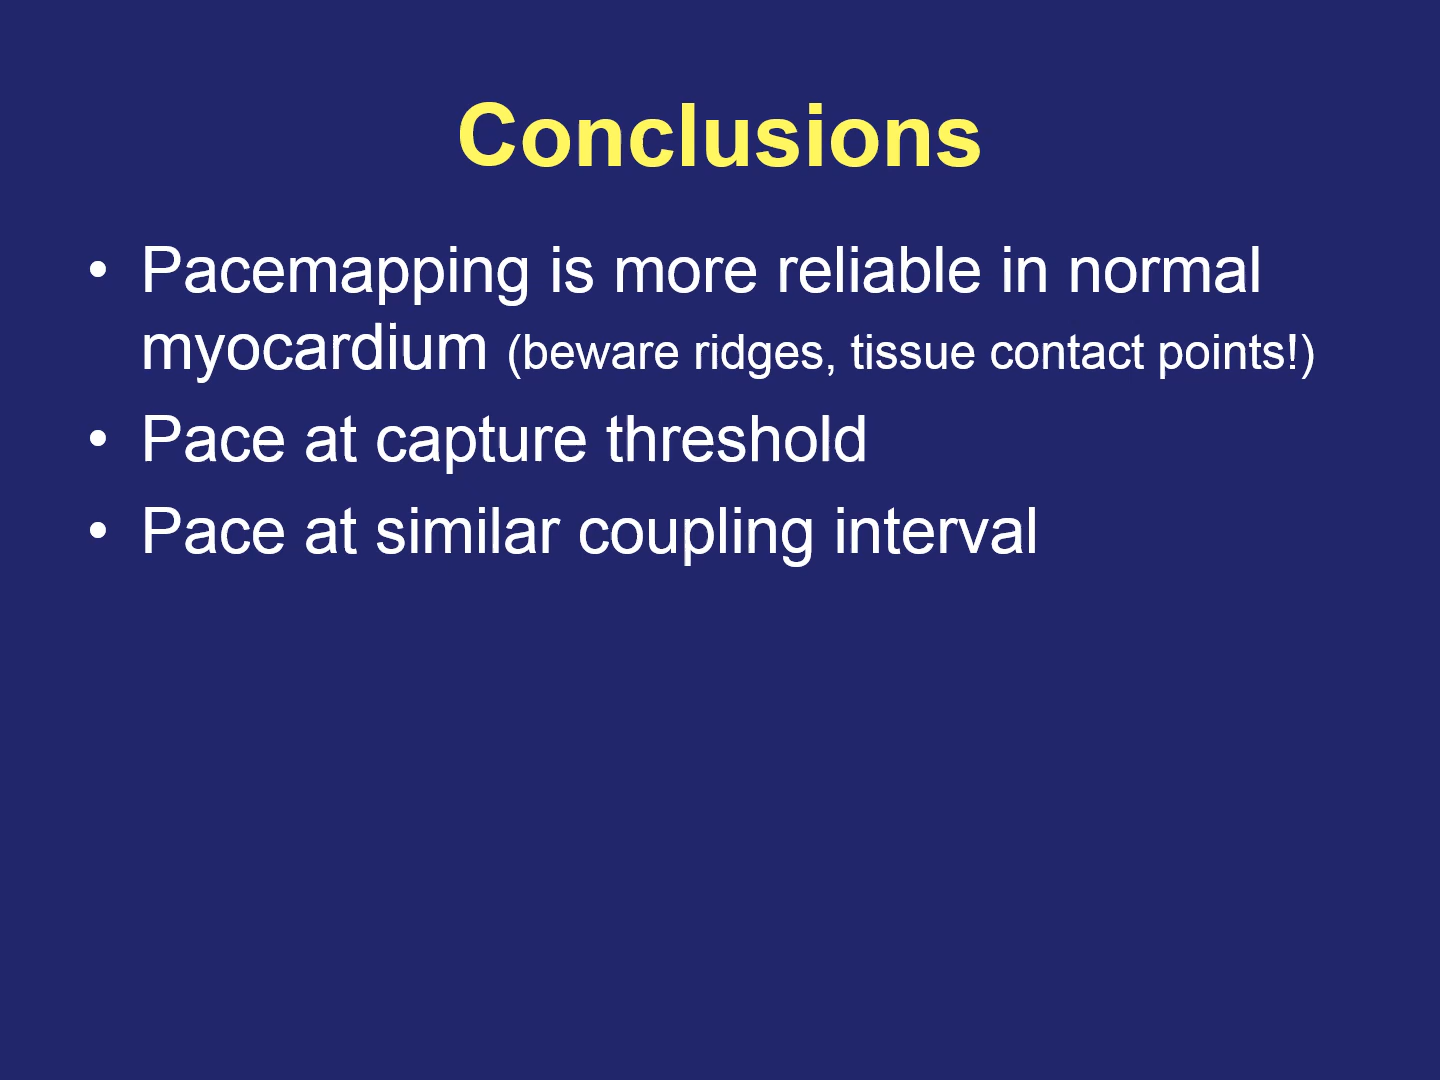 Conclusions
• Pacemapping is more reliable in normal
myocardium (beware ridges, tissue contact points!)
• Pace at capture threshold
• Pace at similar coupling interval